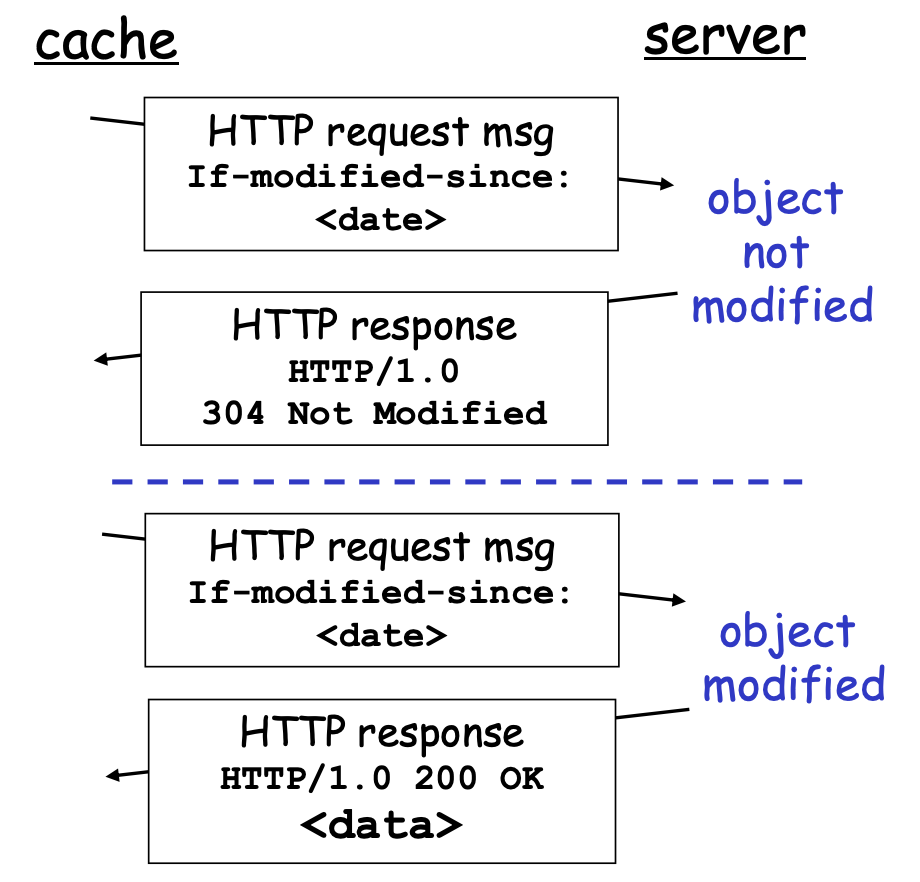 cache
server
HTTP request msg
If-modified-since:
<date>
object
not
modified
HTTP response
HTTP/1.0
304 Not Modified
HTTP request msg
If-modified-since:
<date>
object
modified
HTTP response
HTTP/1.0 200 OK
<data>